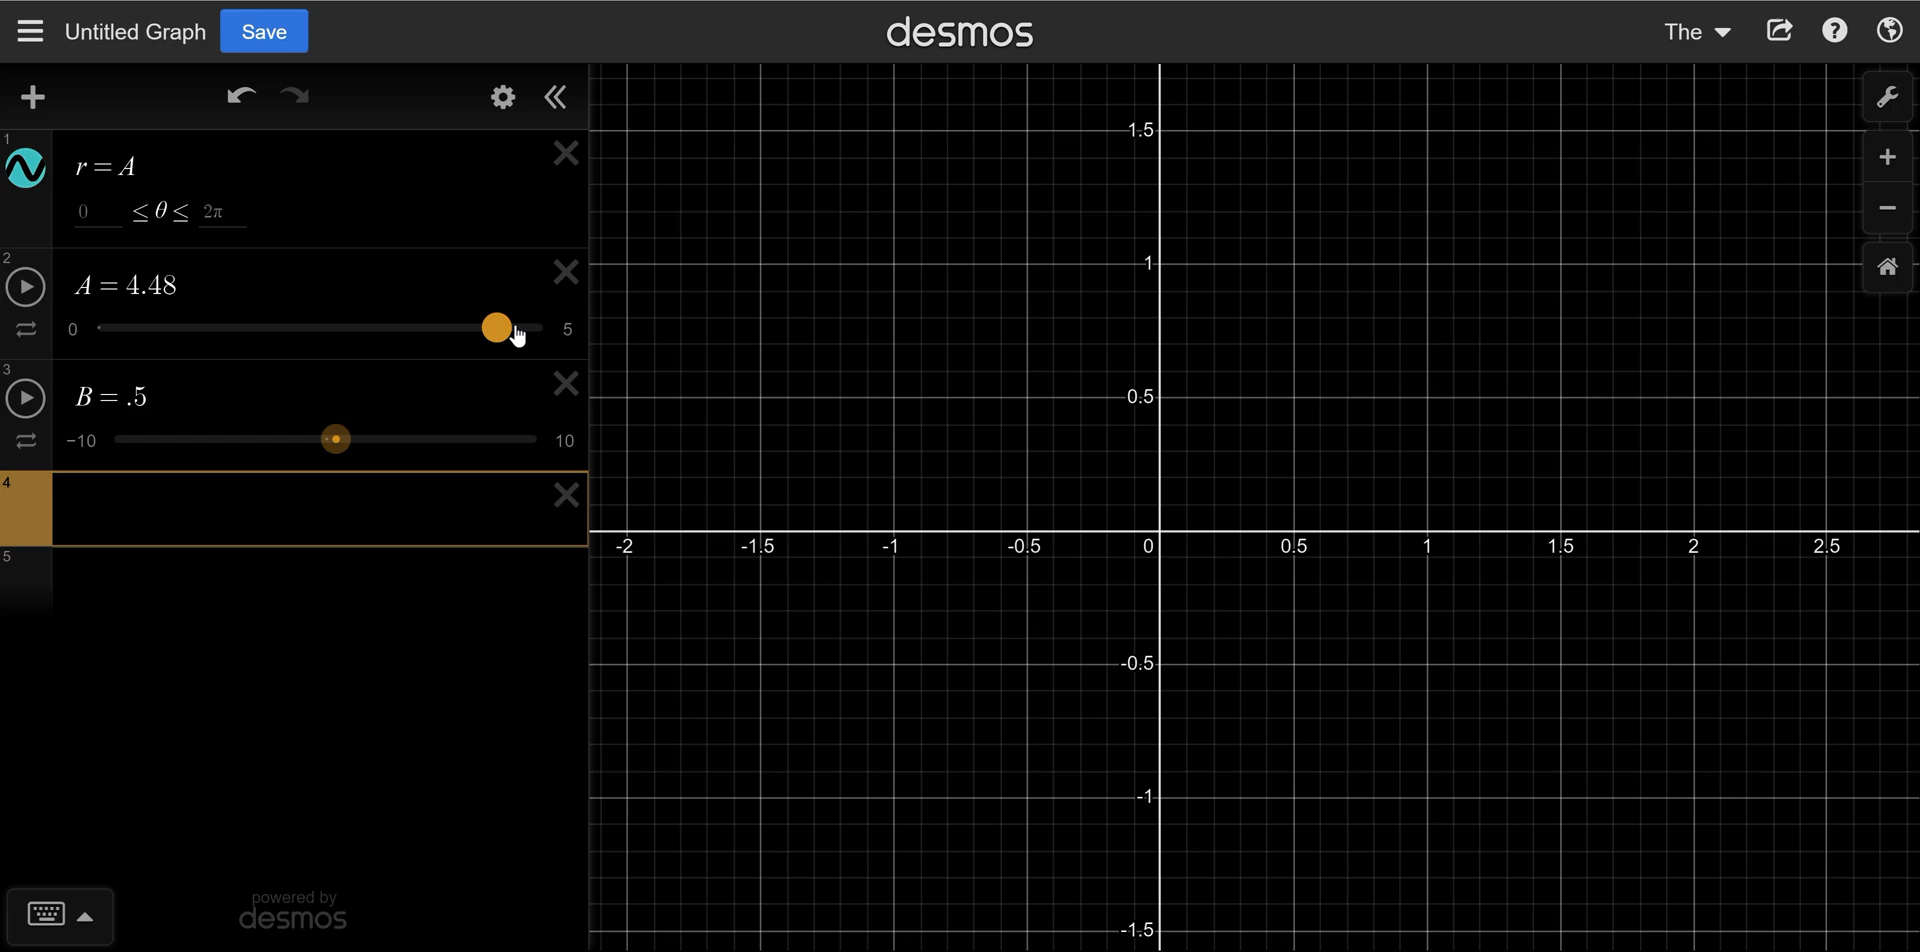 Untitled Graph Save desmos The
1
r = A
0 ≤ θ ≤ 2π
2
A = 4.48
0 5
3
B = .5
−10 10
4
5
powered by
desmos
1.5
1
0.5
-2 -1.5 -1 -0.5 0 0.5 1 1.5 2 2.5
-0.5
-1
-1.5